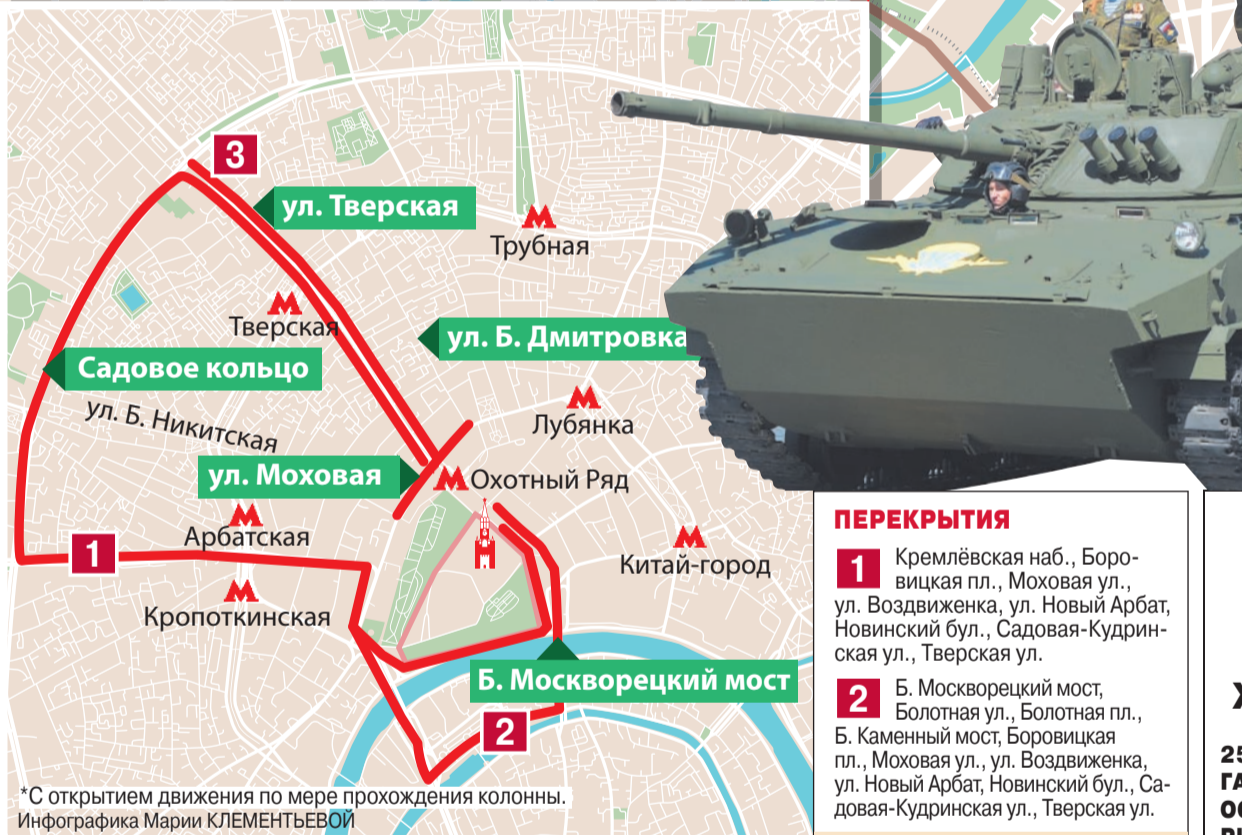 3
ул. Тверская
Трубная
Тверская
ул. Б. Дмитровка
Садовое кольцо
ул. Б. Никитская
Лубянка
ул. Моховая
Охотный Ряд
Арбатская
1
Китай-город
Кропоткинская
Б. Москворецкий мост
2
*С открытием движения по мере прохождения колонны.
Инфографика Марии КЛЕМЕНТЬЕВОЙ
ПЕРЕКРЫТИЯ
1 Кремлёвская наб., Боро-
вицкая пл., Моховая ул.,
ул. Воздвиженка, ул. Новый Арбат,
Новинский бул., Садовая-Кудрин-
ская ул., Тверская ул.
2 Б. Москворецкий мост,
Болотная ул., Болотная пл.,
Б. Каменный мост, Боровицкая
пл., Моховая ул., ул. Воздвиженка,
ул. Новый Арбат, Новинский бул., Са-
довая-Кудринская ул., Тверская ул.
25
ГА